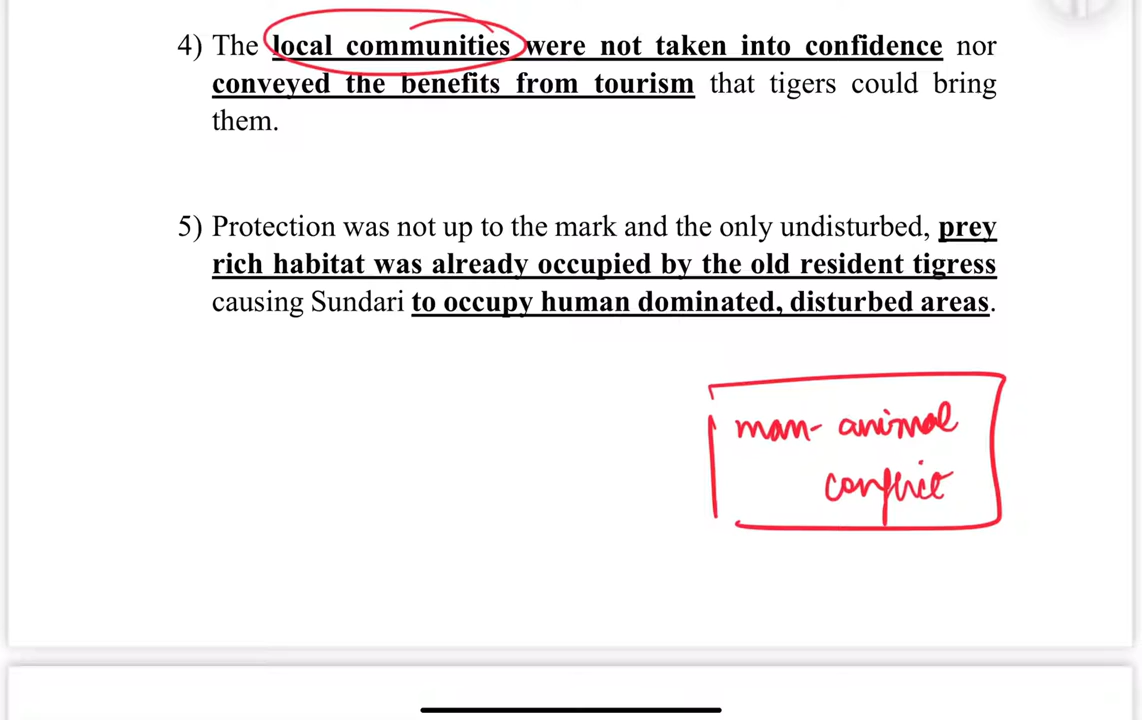 4) The local communities were not taken into confidence nor
conveyed the benefits from tourism that tigers could bring
them.
5) Protection was not up to the mark and the only undisturbed, prey
rich habitat was already occupied by the old resident tigress
causing Sundari to occupy human dominated, disturbed areas.
man-animal
conflict